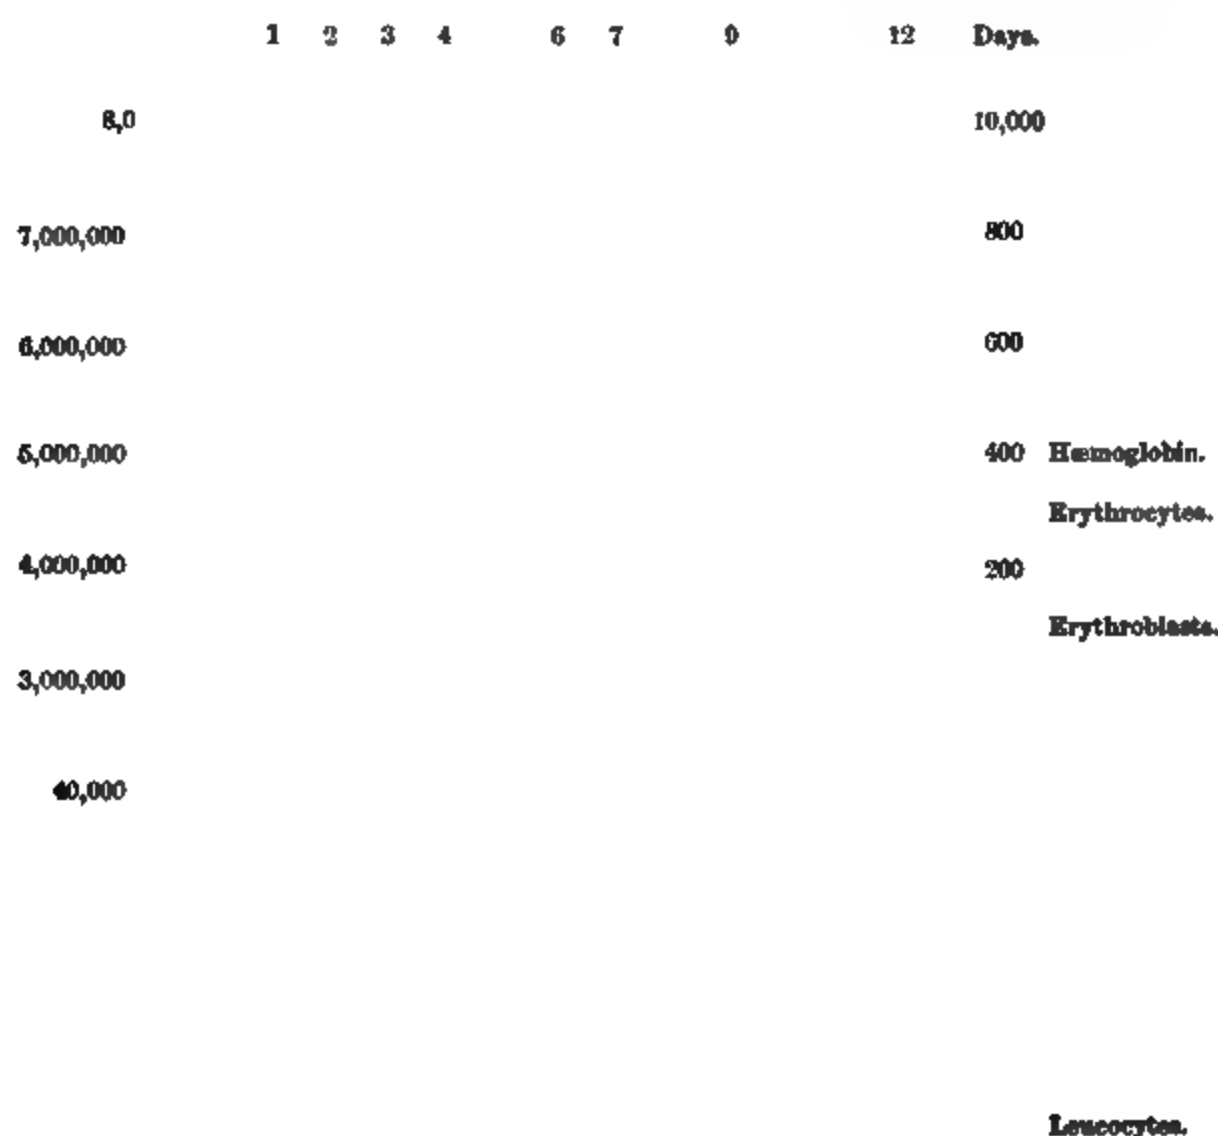 1 2 3 4 6 7 9 12 Days.
8,0 10,000
7,000,000 800
6,000,000 600
5,000,000 400 Hæmoglobin.
Erythrocytes.
4,000,000 200
Erythroblasts.
3,000,000
40,000
Leucocytes.